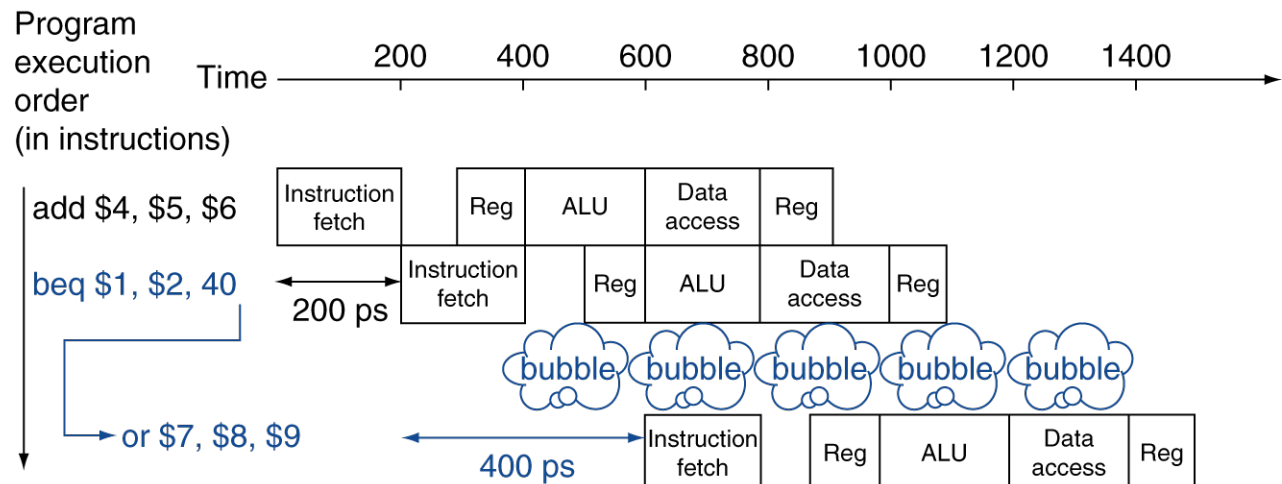 Program
execution
order
(in instructions)
Time
200 400 600 800 1000 1200 1400
add $4, $5, $6
Instruction
fetch
Reg
ALU
Data
access
Reg
beq $1, $2, 40
200 ps
Instruction
fetch
Reg
ALU
Data
access
Reg
bubble bubble bubble bubble bubble
or $7, $8, $9
400 ps
Instruction
fetch
Reg
ALU
Data
access
Reg